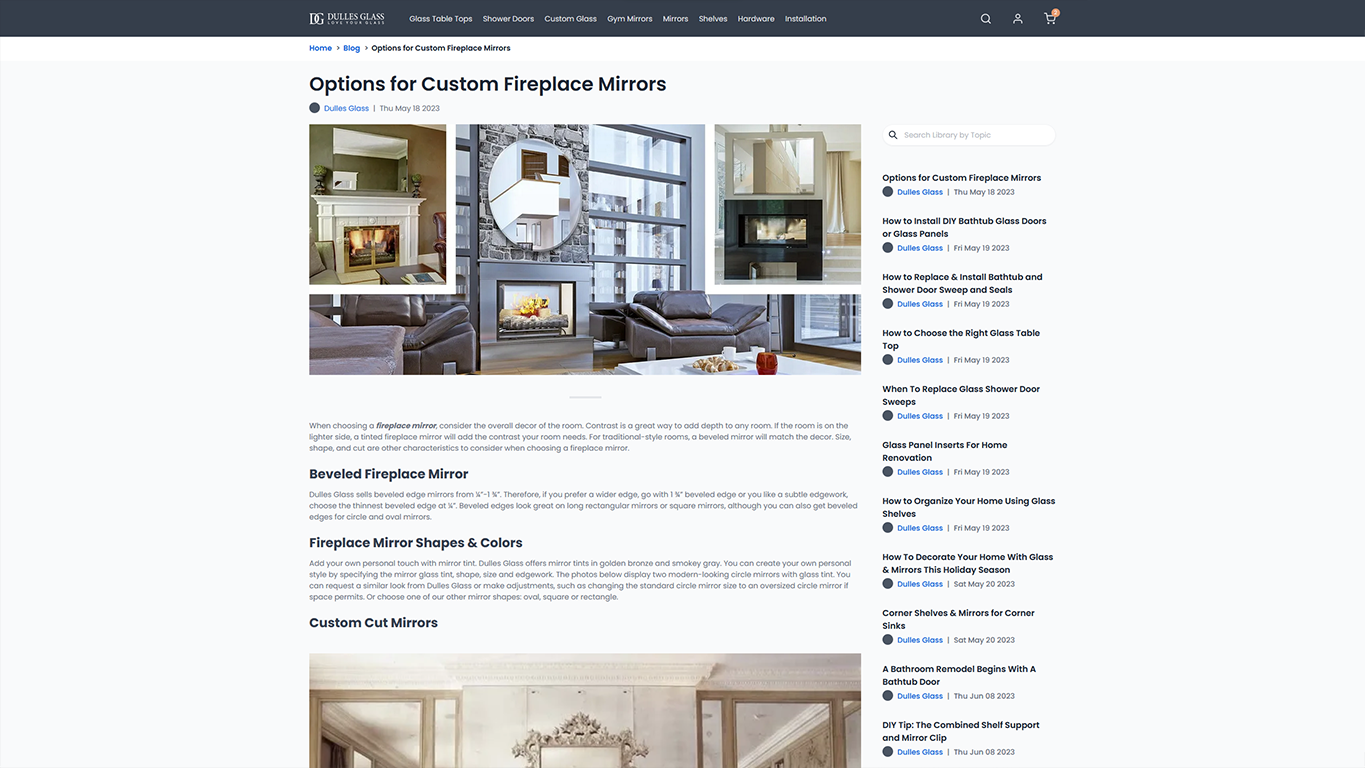 DG DULLES GLASS
LOVE YOUR GLASS
Glass Table Tops Shower Doors Custom Glass Gym Mirrors Mirrors Shelves Hardware Installation
2
Home > Blog > Options for Custom Fireplace Mirrors
Options for Custom Fireplace Mirrors
Dulles Glass | Thu May 18 2023
When choosing a fireplace mirror, consider the overall decor of the room. Contrast is a great way to add depth to any room. If the room is on the
lighter side, a tinted fireplace mirror will add the contrast your room needs. For traditional-style rooms, a beveled mirror will match the decor. Size,
shape, and cut are other characteristics to consider when choosing a fireplace mirror.
Beveled Fireplace Mirror
Dulles Glass sells beveled edge mirrors from ¼”-1 ¾”. Therefore, if you prefer a wider edge, go with 1 ¾” beveled edge or you like a subtle edgework,
choose the thinnest beveled edge at ¼”. Beveled edges look great on long rectangular mirrors or square mirrors, although you can also get beveled
edges for circle and oval mirrors.
Fireplace Mirror Shapes & Colors
Add your own personal touch with mirror tint. Dulles Glass offers mirror tints in golden bronze and smokey gray. You can create your own personal
style by specifying the mirror glass tint, shape, size and edgework. The photos below display two modern-looking circle mirrors with glass tint. You
can request a similar look from Dulles Glass or make adjustments, such as changing the standard circle mirror size to an oversized circle mirror if
space permits. Or choose one of our other mirror shapes: oval, square or rectangle.
Custom Cut Mirrors
Search Library by Topic
Options for Custom Fireplace Mirrors
Dulles Glass | Thu May 18 2023
How to Install DIY Bathtub Glass Doors
or Glass Panels
Dulles Glass | Fri May 19 2023
How to Replace & Install Bathtub and
Shower Door Sweep and Seals
Dulles Glass | Fri May 19 2023
How to Choose the Right Glass Table
Top
Dulles Glass | Fri May 19 2023
When To Replace Glass Shower Door
Sweeps
Dulles Glass | Fri May 19 2023
Glass Panel Inserts For Home
Renovation
Dulles Glass | Fri May 19 2023
How to Organize Your Home Using Glass
Shelves
Dulles Glass | Fri May 19 2023
How To Decorate Your Home With Glass
& Mirrors This Holiday Season
Dulles Glass | Sat May 20 2023
Corner Shelves & Mirrors for Corner
Sinks
Dulles Glass | Sat May 20 2023
A Bathroom Remodel Begins With A
Bathtub Door
Dulles Glass | Thu Jun 08 2023
DIY Tip: The Combined Shelf Support
and Mirror Clip
Dulles Glass | Thu Jun 08 2023